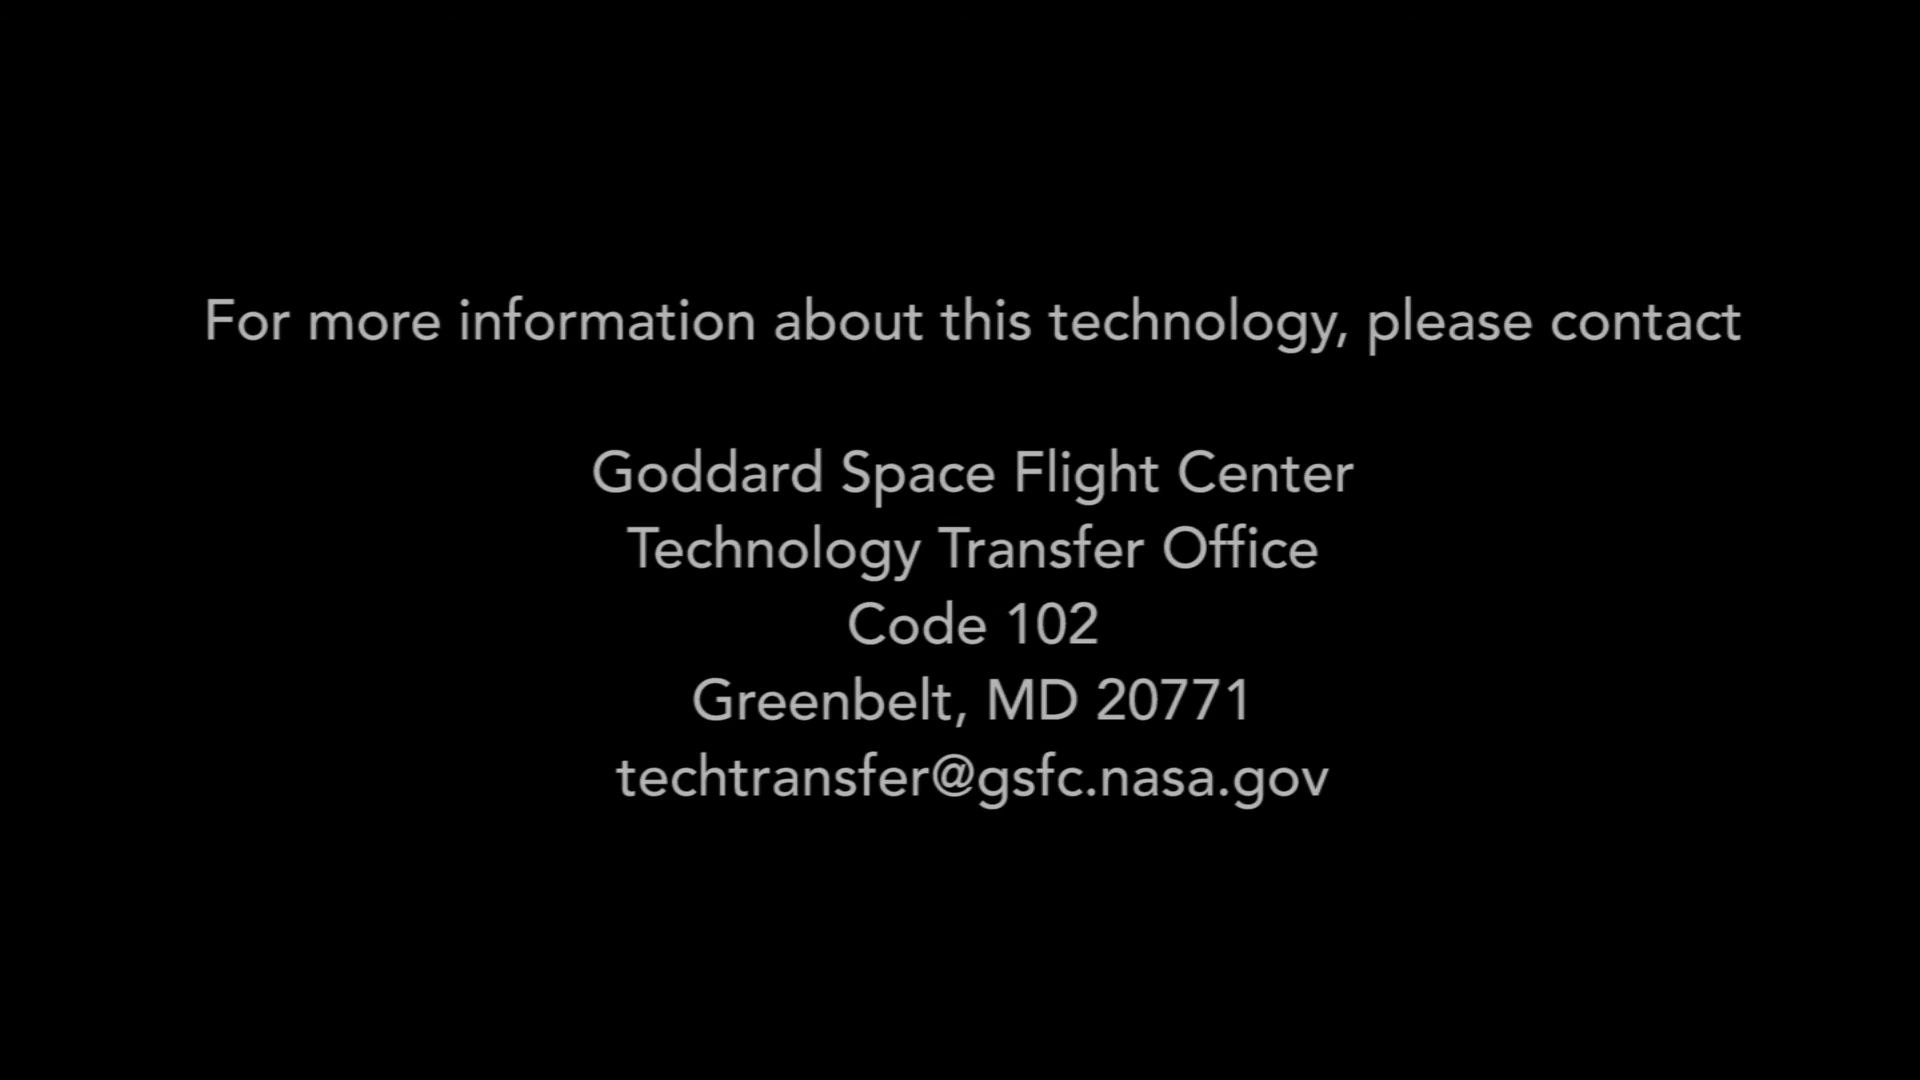 For more information about this technology, please contact
Goddard Space Flight Center
Technology Transfer Office
Code 102
Greenbelt, MD 20771
techtransfer@gsfc.nasa.gov